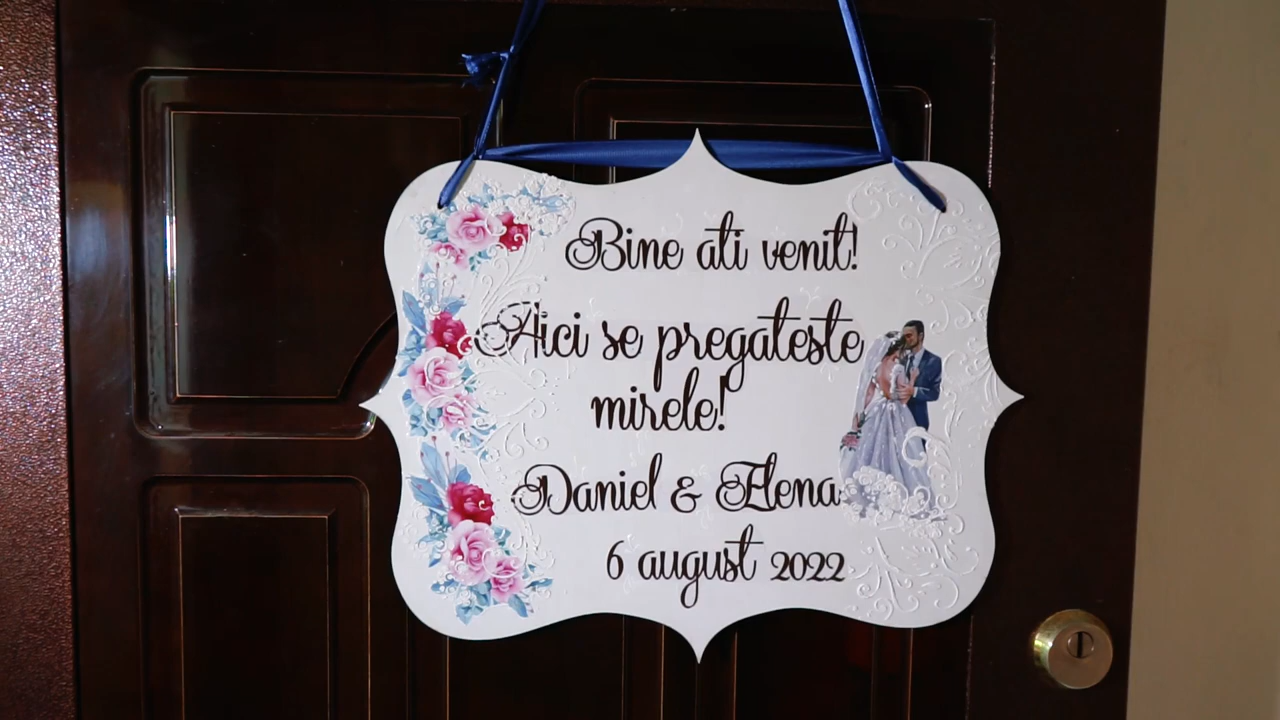 Bine ati venit!
Aici se pregateste
mirele!
Daniel & Elena
6 august 2022